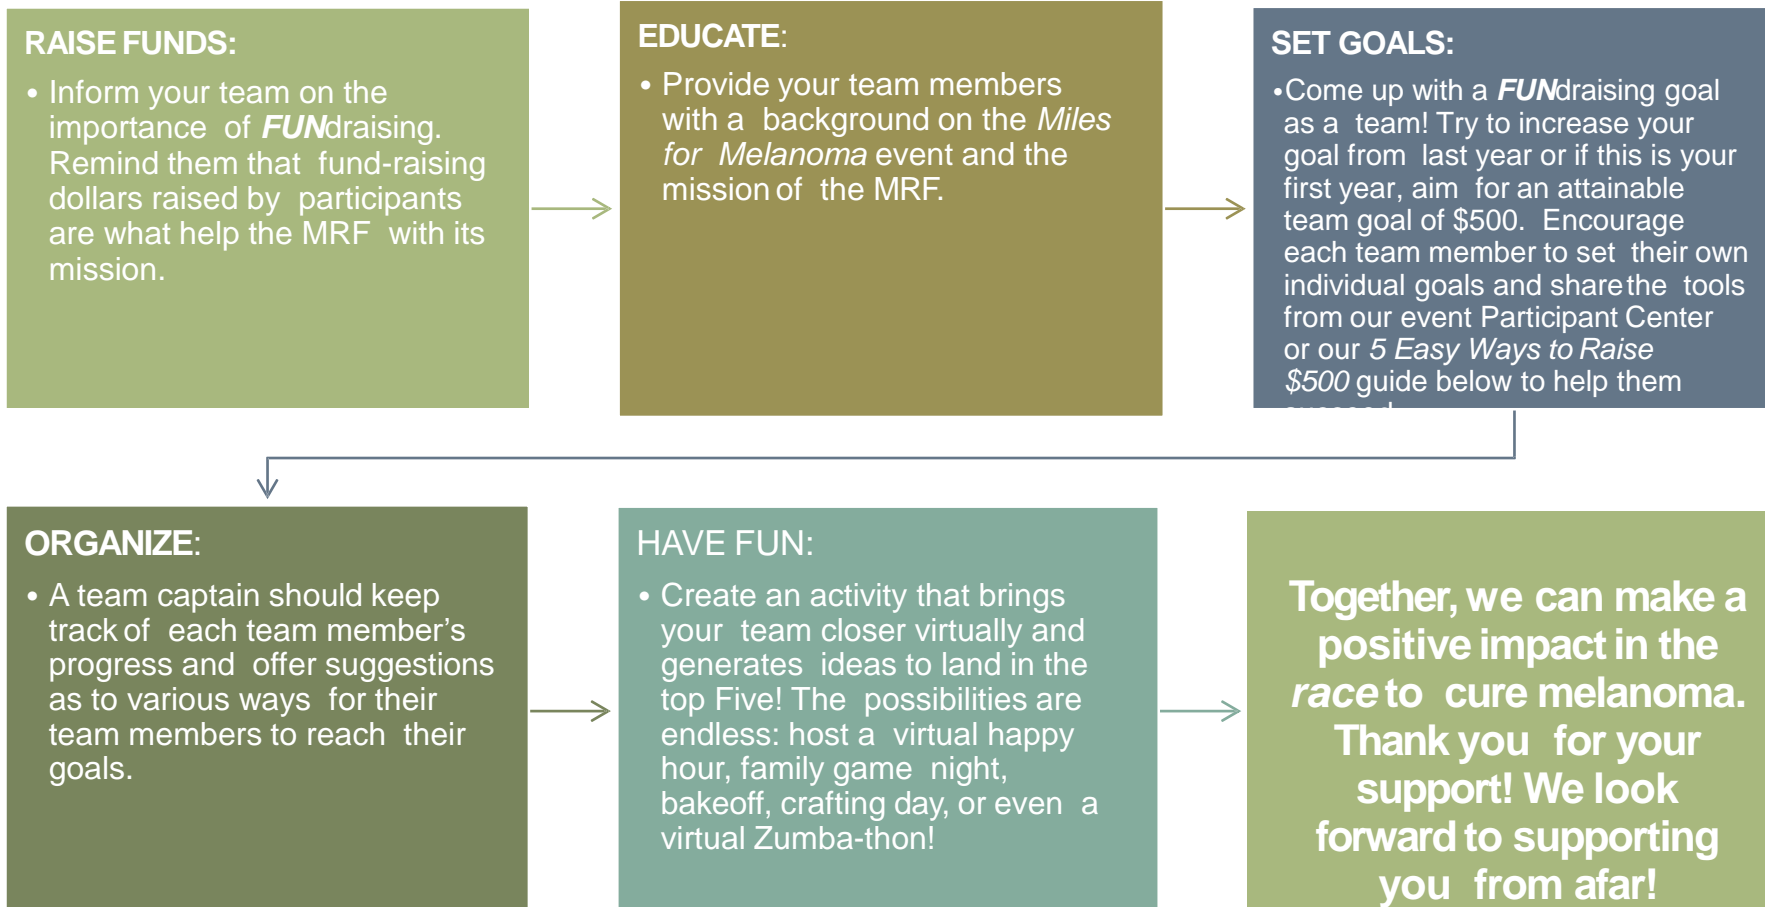 RAISE FUNDS:
• Inform your team on the
importance of FUNdraising.
Remind them that fund-raising
dollars raised by participants
are what help the MRF with its
mission.
EDUCATE:
• Provide your team members
with a background on the Miles
for Melanoma event and the
mission of the MRF.
SET GOALS:
•Come up with a FUNdraising goal
as a team! Try to increase your
goal from last year or if this is your
first year, aim for an attainable
team goal of $500. Encourage
each team member to set their own
individual goals and share the tools
from our event Participant Center
or our 5 Easy Ways to Raise
$500 guide below to help them
ORGANIZE:
• A team captain should keep
track of each team member’s
progress and offer suggestions
as to various ways for their
team members to reach their
goals.
HAVE FUN:
• Create an activity that brings
your team closer virtually and
generates ideas to land in the
top Five! The possibilities are
endless: host a virtual happy
hour, family game night,
bakeoff, crafting day, or even a
virtual Zumba-thon!
Together, we can make a
positive impact in the
race to cure melanoma.
Thank you for your
support! We look
forward to supporting
you from afar!